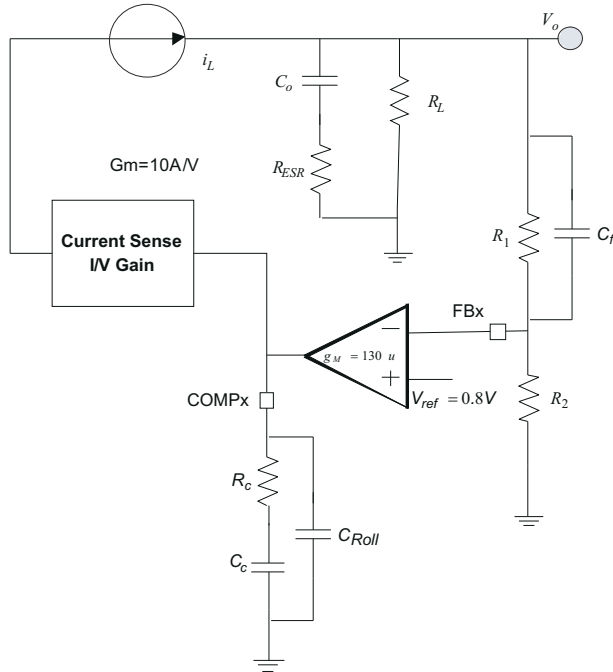 V_o
i_L
C_o
R_L
R_ESR
Gm=10A/V
Current Sense
I/V Gain
R_1
C_f
FBx
g_M = 130 u
V_ref = 0.8V
R_2
COMPx
R_c
C_Roll
C_c